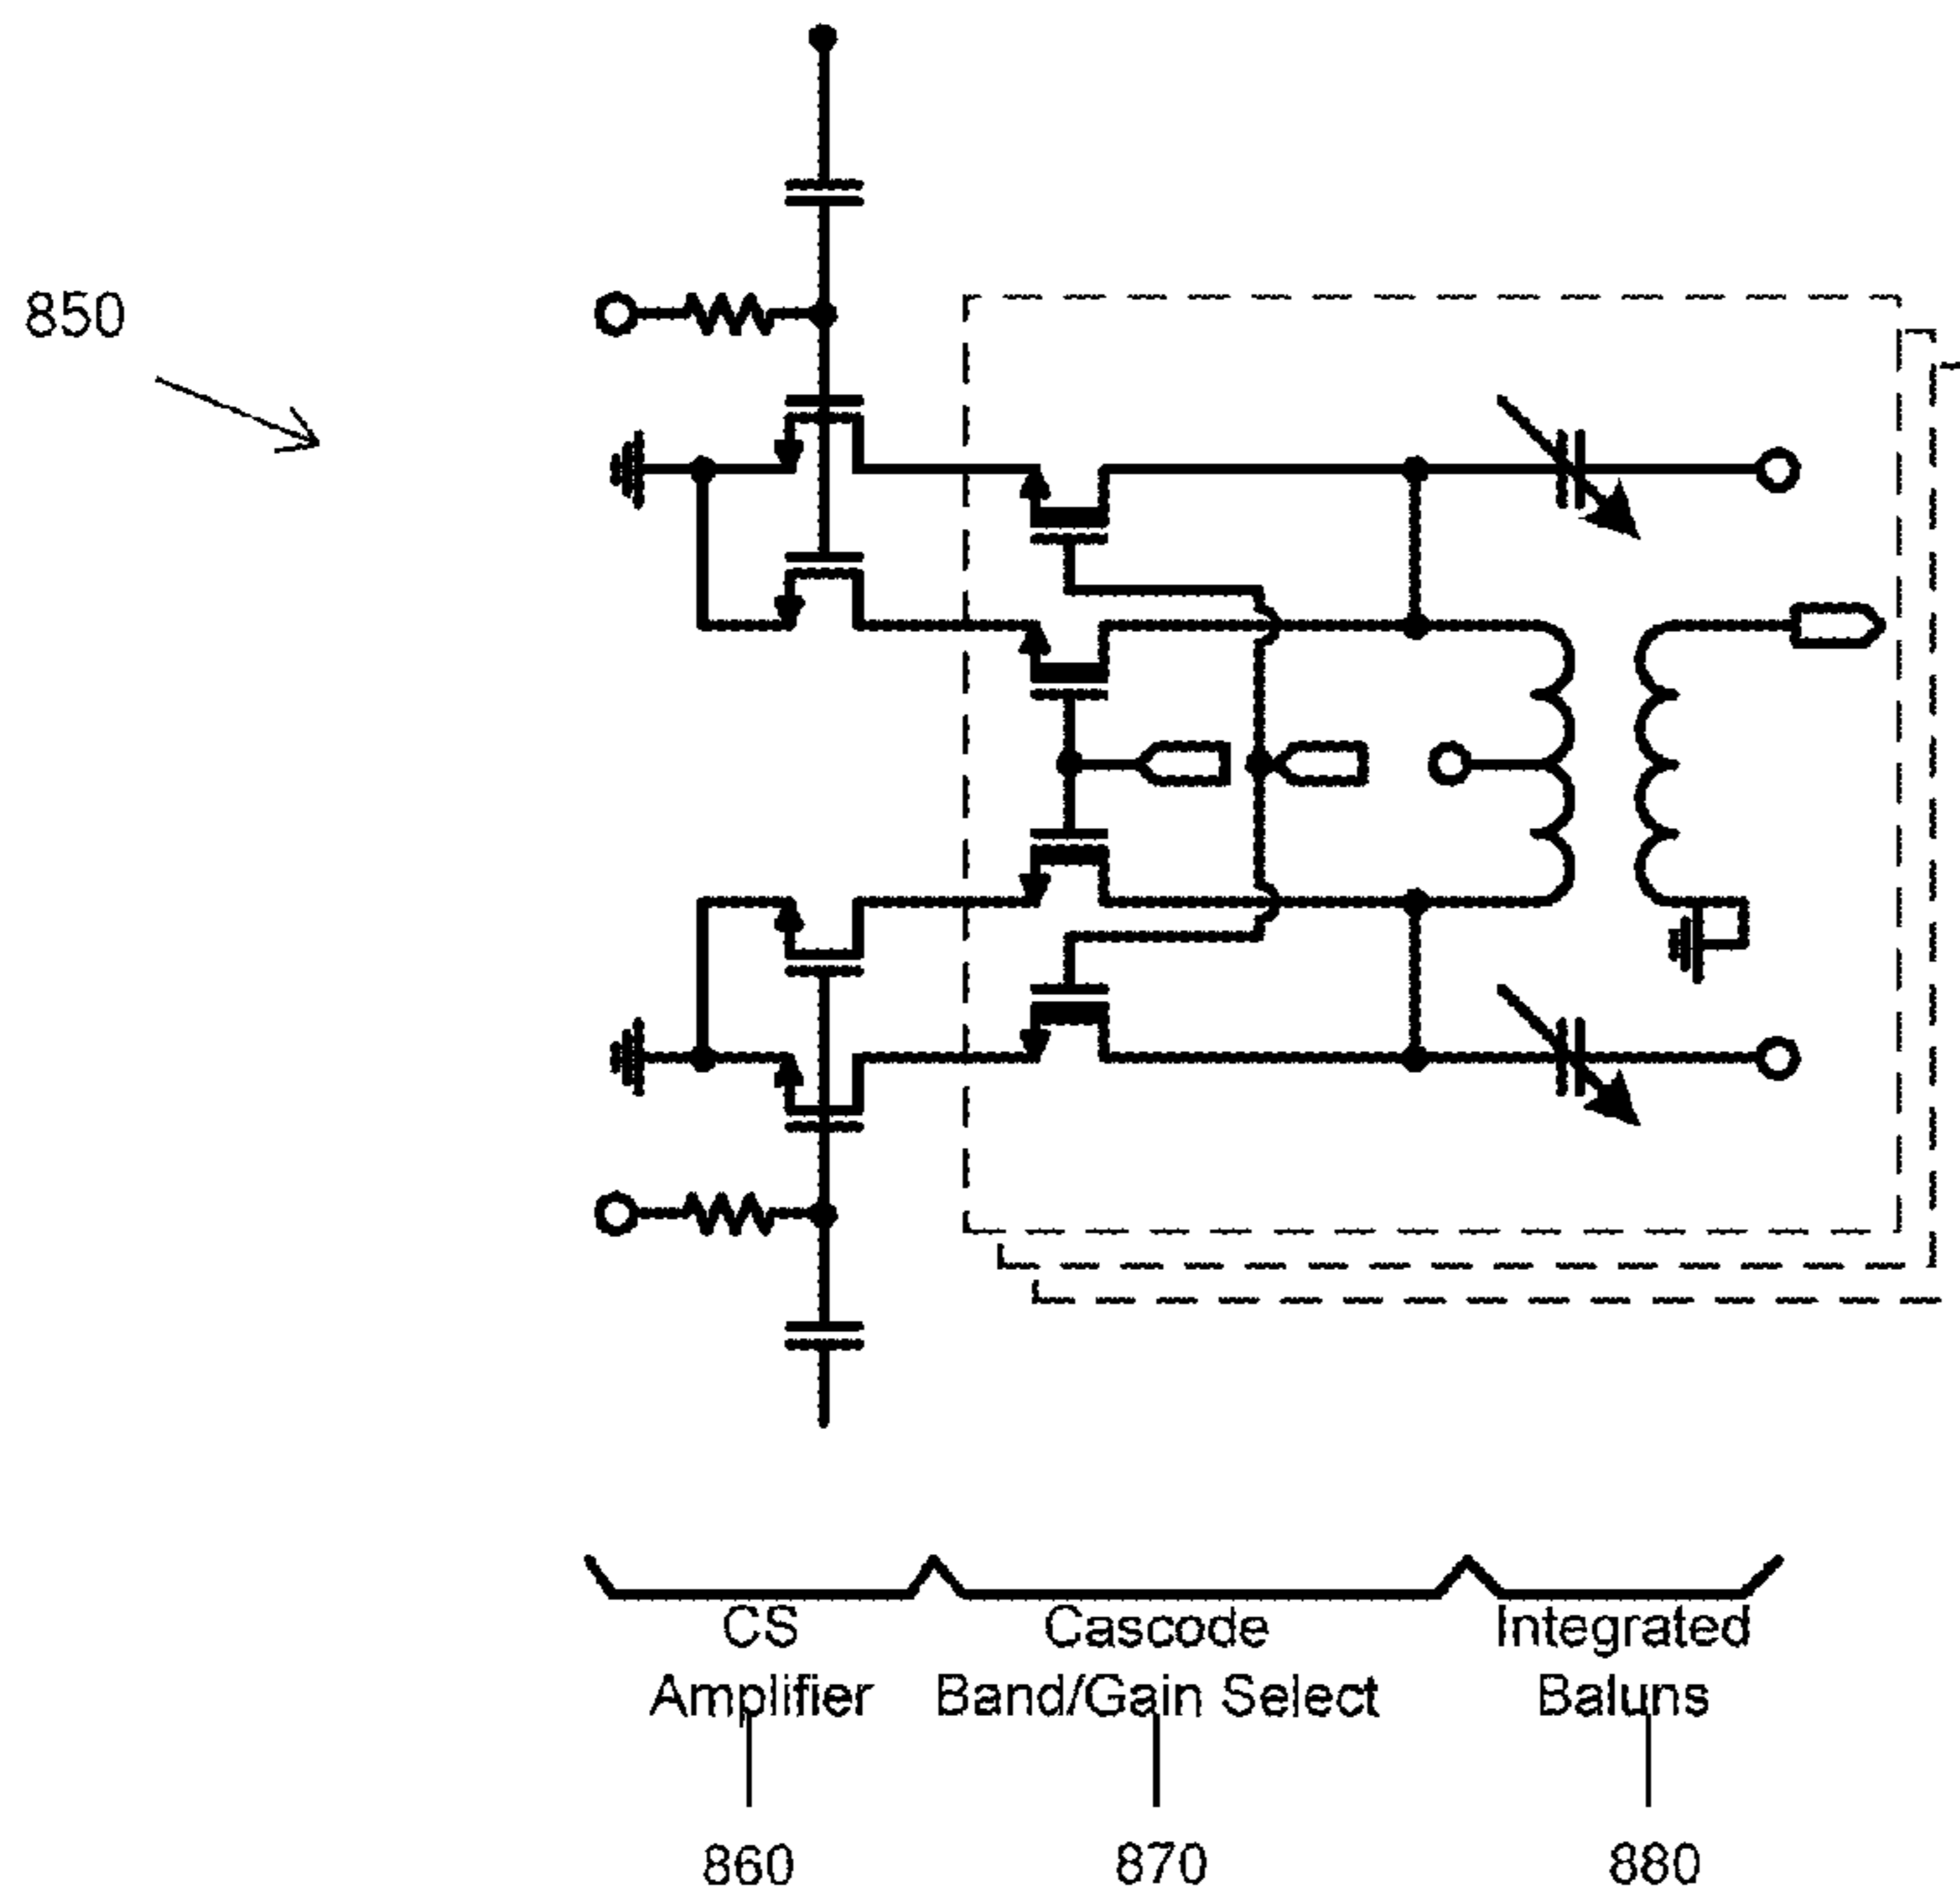 850
CS
Amplifier
Cascode
Band/Gain Select
Integrated
Baluns
860
870
880